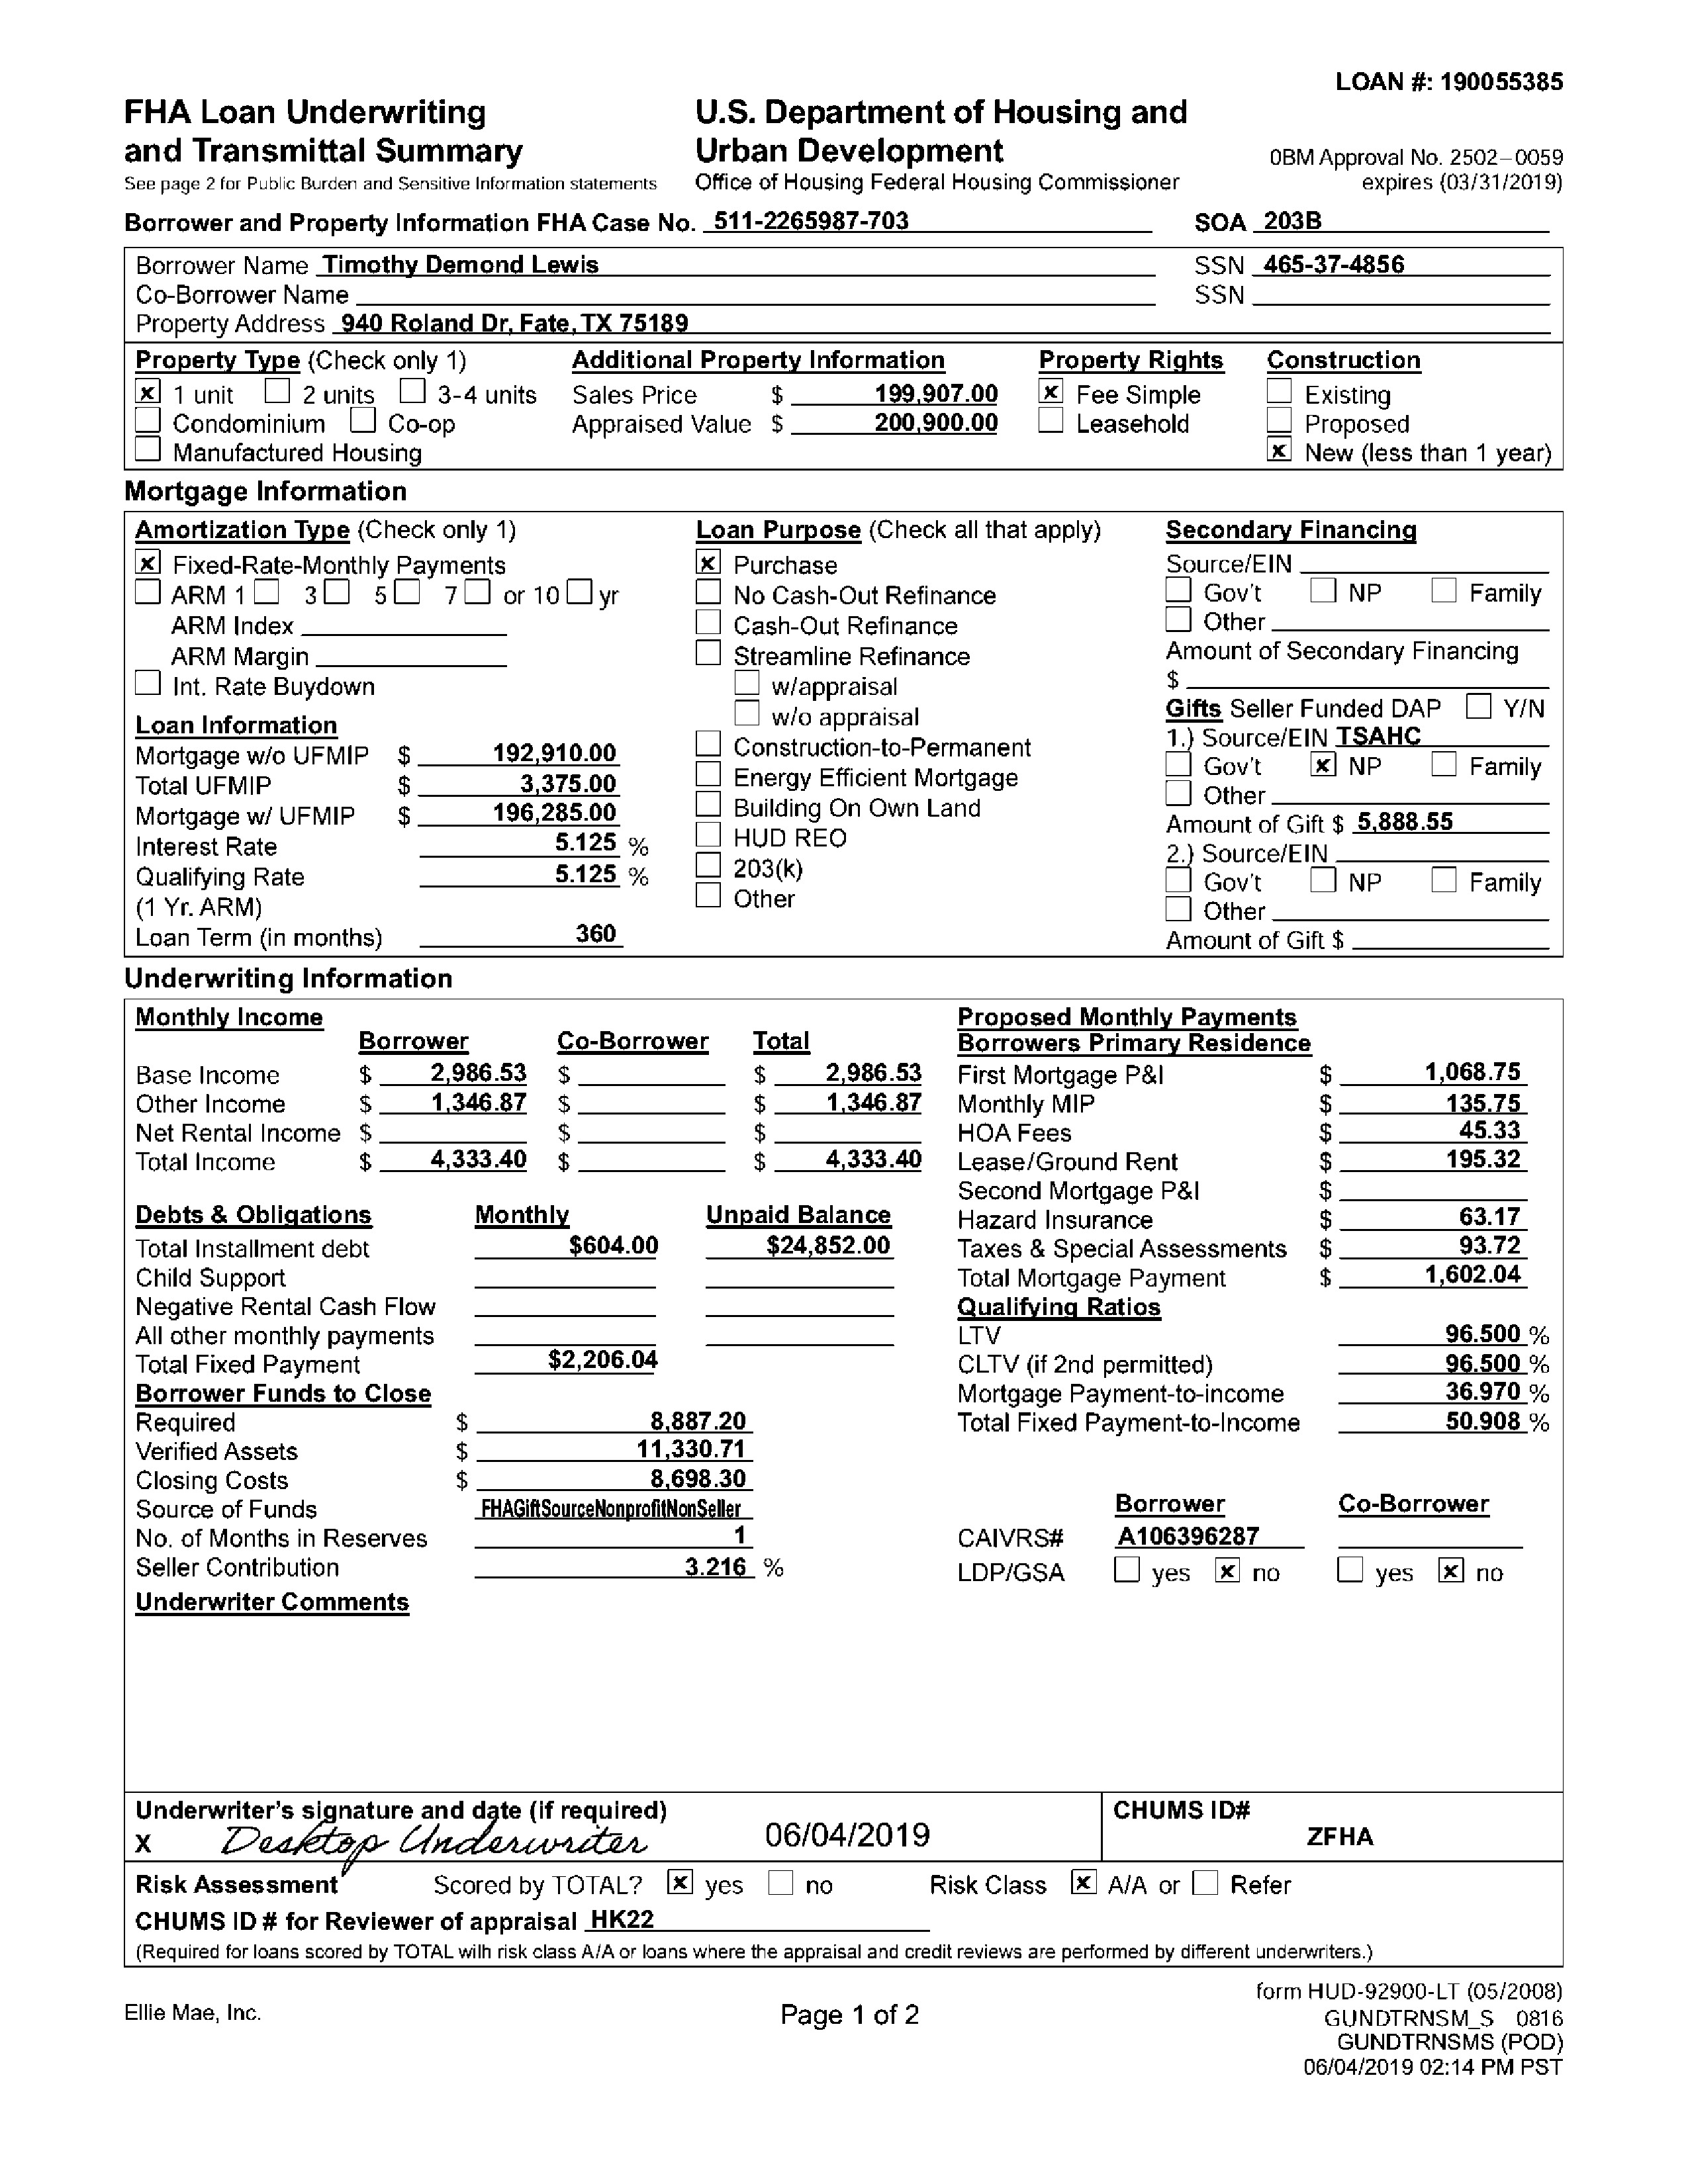 LOAN #: 190055385
FHA Loan Underwriting and Transmittal Summary
See page 2 for Public Burden and Sensitive Information statements
U.S. Department of Housing and Urban Development
Office of Housing Federal Housing Commissioner
0BM Approval No. 2502–0059
expires (03/31/2019)
Borrower and Property Information FHA Case No. 511-2265987-703 SOA 203B
Borrower Name Timothy Demond Lewis SSN 465-37-4856
Co-Borrower Name SSN
Property Address 940 Roland Dr, Fate, TX 75189
Property Type (Check only 1) Additional Property Information Property Rights Construction
x 1 unit 2 units 3-4 units Sales Price $ 199,907.00 x Fee Simple Existing
Condominium Co-op Appraised Value $ 200,900.00 Leasehold Proposed
Manufactured Housing x New (less than 1 year)
Mortgage Information
Amortization Type (Check only 1)
x Fixed-Rate-Monthly Payments
ARM 1 3 5 7 or 10 yr
ARM Index
ARM Margin
Int. Rate Buydown
Loan Information
Mortgage w/o UFMIP $ 192,910.00
Total UFMIP $ 3,375.00
Mortgage w/ UFMIP $ 196,285.00
Interest Rate 5.125 %
Qualifying Rate 5.125 %
(1 Yr. ARM)
Loan Term (in months) 360
Loan Purpose (Check all that apply)
x Purchase
No Cash-Out Refinance
Cash-Out Refinance
Streamline Refinance
w/appraisal
w/o appraisal
Construction-to-Permanent
Energy Efficient Mortgage
Building On Own Land
HUD REO
203(k)
Other
Secondary Financing
Source/EIN
Gov't NP Family
Other
Amount of Secondary Financing
$
Gifts Seller Funded DAP Y/N
1.) Source/EIN TSAHC
Gov't x NP Family
Other
Amount of Gift $ 5,888.55
2.) Source/EIN
Gov't NP Family
Other
Amount of Gift $
Underwriting Information
Monthly Income
Borrower Co-Borrower Total
Base Income $ 2,986.53 $ $ 2,986.53
Other Income $ 1,346.87 $ $ 1,346.87
Net Rental Income $ $ $
Total Income $ 4,333.40 $ $ 4,333.40
Debts & Obligations Monthly Unpaid Balance
Total Installment debt $604.00 $24,852.00
Child Support
Negative Rental Cash Flow
All other monthly payments
Total Fixed Payment $2,206.04
Borrower Funds to Close
Required $ 8,887.20
Verified Assets $ 11,330.71
Closing Costs $ 8,698.30
Source of Funds FHAGiftSourceNonprofitNonSeller
No. of Months in Reserves 1
Seller Contribution 3.216 %
Underwriter Comments
Proposed Monthly Payments
Borrowers Primary Residence
First Mortgage P&I $ 1,068.75
Monthly MIP $ 135.75
HOA Fees $ 45.33
Lease/Ground Rent $ 195.32
Second Mortgage P&I $
Hazard Insurance $ 63.17
Taxes & Special Assessments $ 93.72
Total Mortgage Payment $ 1,602.04
Qualifying Ratios
LTV 96.500 %
CLTV (if 2nd permitted) 96.500 %
Mortgage Payment-to-income 36.970 %
Total Fixed Payment-to-Income 50.908 %
Borrower Co-Borrower
CAIVRS# A106396287
LDP/GSA yes x no yes x no
Underwriter's signature and date (if required) CHUMS ID#
X Desktop Underwriter 06/04/2019 ZFHA
Risk Assessment Scored by TOTAL? x yes no Risk Class x A/A or Refer
CHUMS ID # for Reviewer of appraisal HK22
(Required for loans scored by TOTAL wilh risk class A/A or loans where the appraisal and credit reviews are performed by different underwriters.)
Ellie Mae, Inc. Page 1 of 2
form HUD-92900-LT (05/2008)
GUNDTRNSM_S 0816
GUNDTRNSMS (POD)
06/04/2019 02:14 PM PST